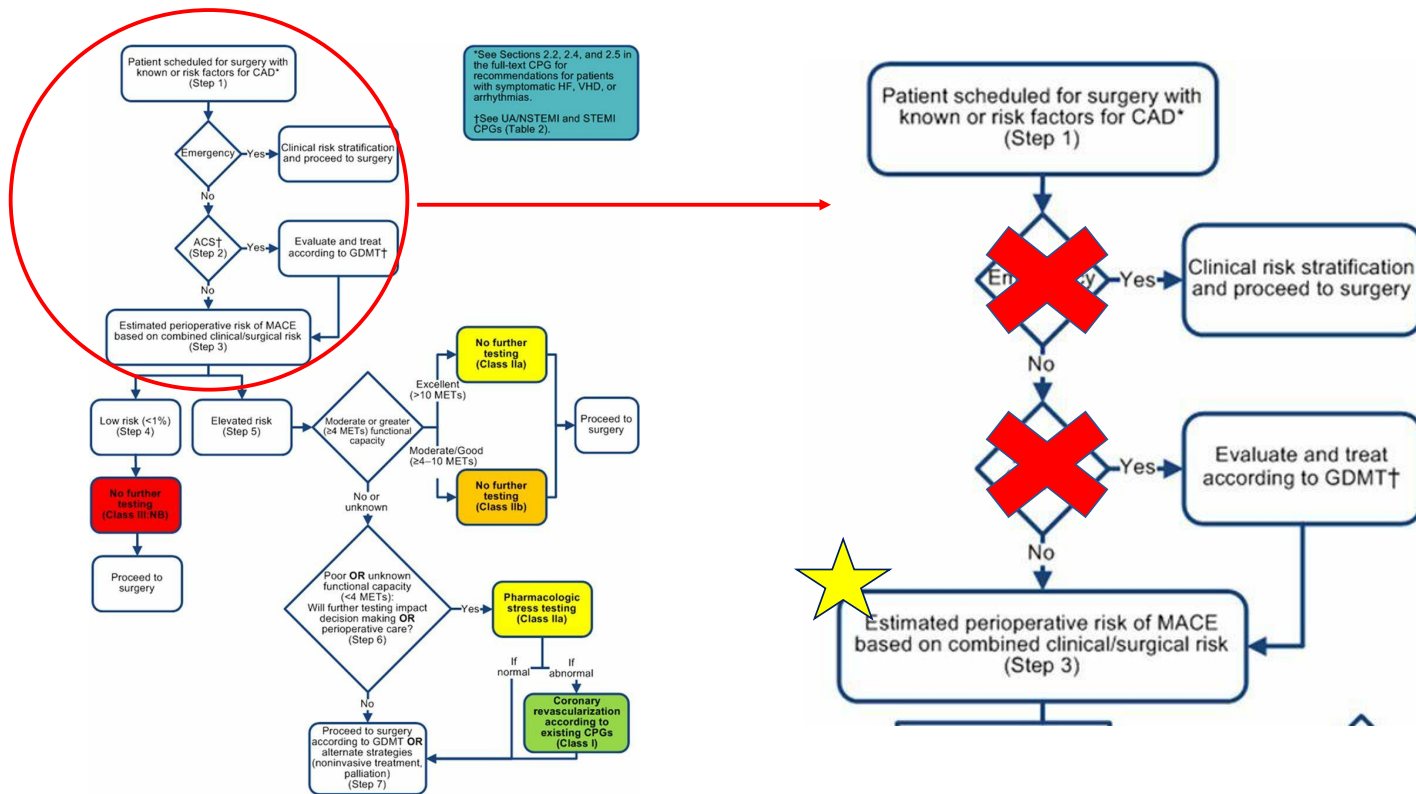 Patient scheduled for surgery with
known or risk factors for CAD*
(Step 1)
*See Sections 2.2, 2.4, and 2.5 in
the full-text CPG for
recommendations for patients
with symptomatic HF, VHD, or
arrhythmias.
†See UA/NSTEMI and STEMI
CPGs (Table 2).
Emergency
Yes
Clinical risk stratification
and proceed to surgery
No
ACS†
(Step 2)
Yes
Evaluate and treat
according to GDMT†
No
Estimated perioperative risk of MACE
based on combined clinical/surgical risk
(Step 3)
Low risk (<1%)
(Step 4)
Elevated risk
(Step 5)
No further
testing
(Class III:NB)
Proceed to
surgery
Moderate or greater
(≥4 METs) functional
capacity
Excellent
(>10 METs)
No further
testing
(Class IIa)
Moderate/Good
(≥4–10 METs)
No further
testing
(Class IIb)
Proceed to
surgery
No or
unknown
Poor OR unknown
functional capacity
(<4 METs):
Will further testing impact
decision making OR
perioperative care?
(Step 6)
Yes
Pharmacologic
stress testing
(Class IIa)
If
normal
If
abnormal
Coronary
revascularization
according to
existing CPGs
(Class I)
No
Proceed to surgery
according to GDMT OR
alternate strategies
(noninvasive treatment,
palliation)
(Step 7)
Patient scheduled for surgery with
known or risk factors for CAD*
(Step 1)
Yes
Clinical risk stratification
and proceed to surgery
No
Yes
Evaluate and treat
according to GDMT†
No
Estimated perioperative risk of MACE
based on combined clinical/surgical risk
(Step 3)